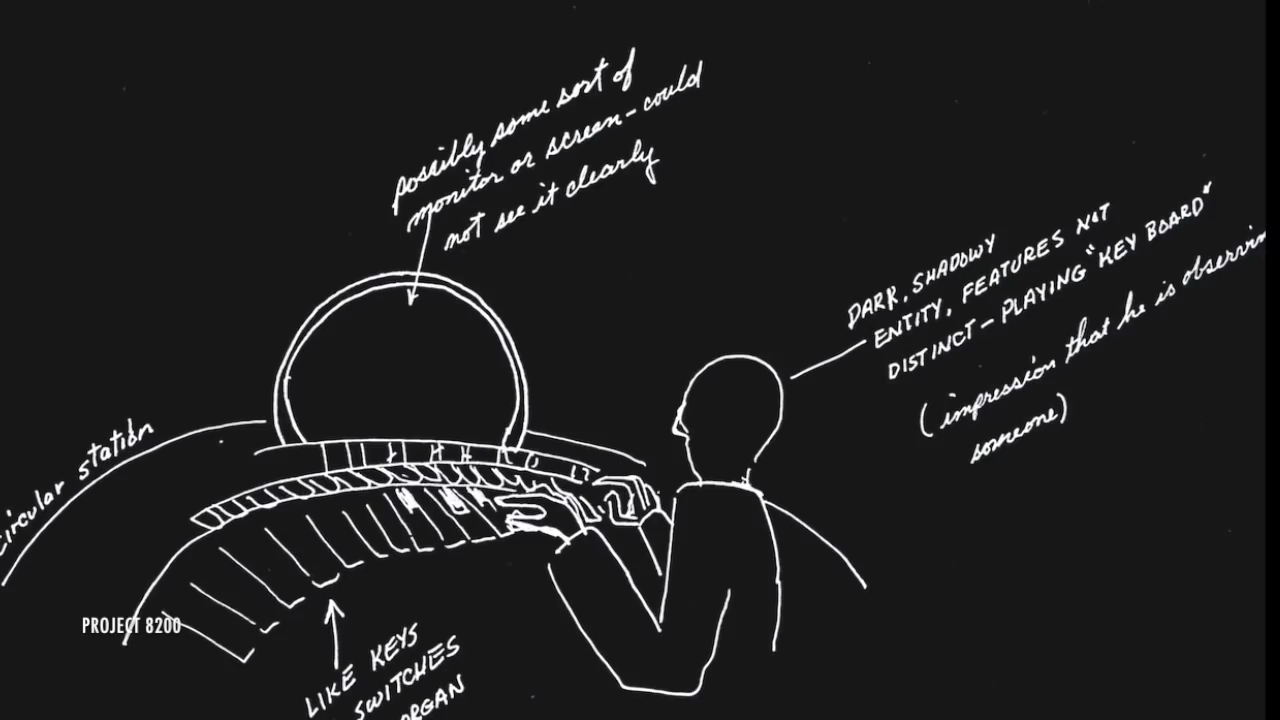 possibly some sort of
monitor or screen - could
not see it clearly
DARK, SHADOWY
ENTITY, FEATURES NOT
DISTINCT - PLAYING "KEY BOARD"
(impression that he is observin
someone)
circular station
PROJECT 8200
LIKE KEYS
SWITCHES
ORGAN